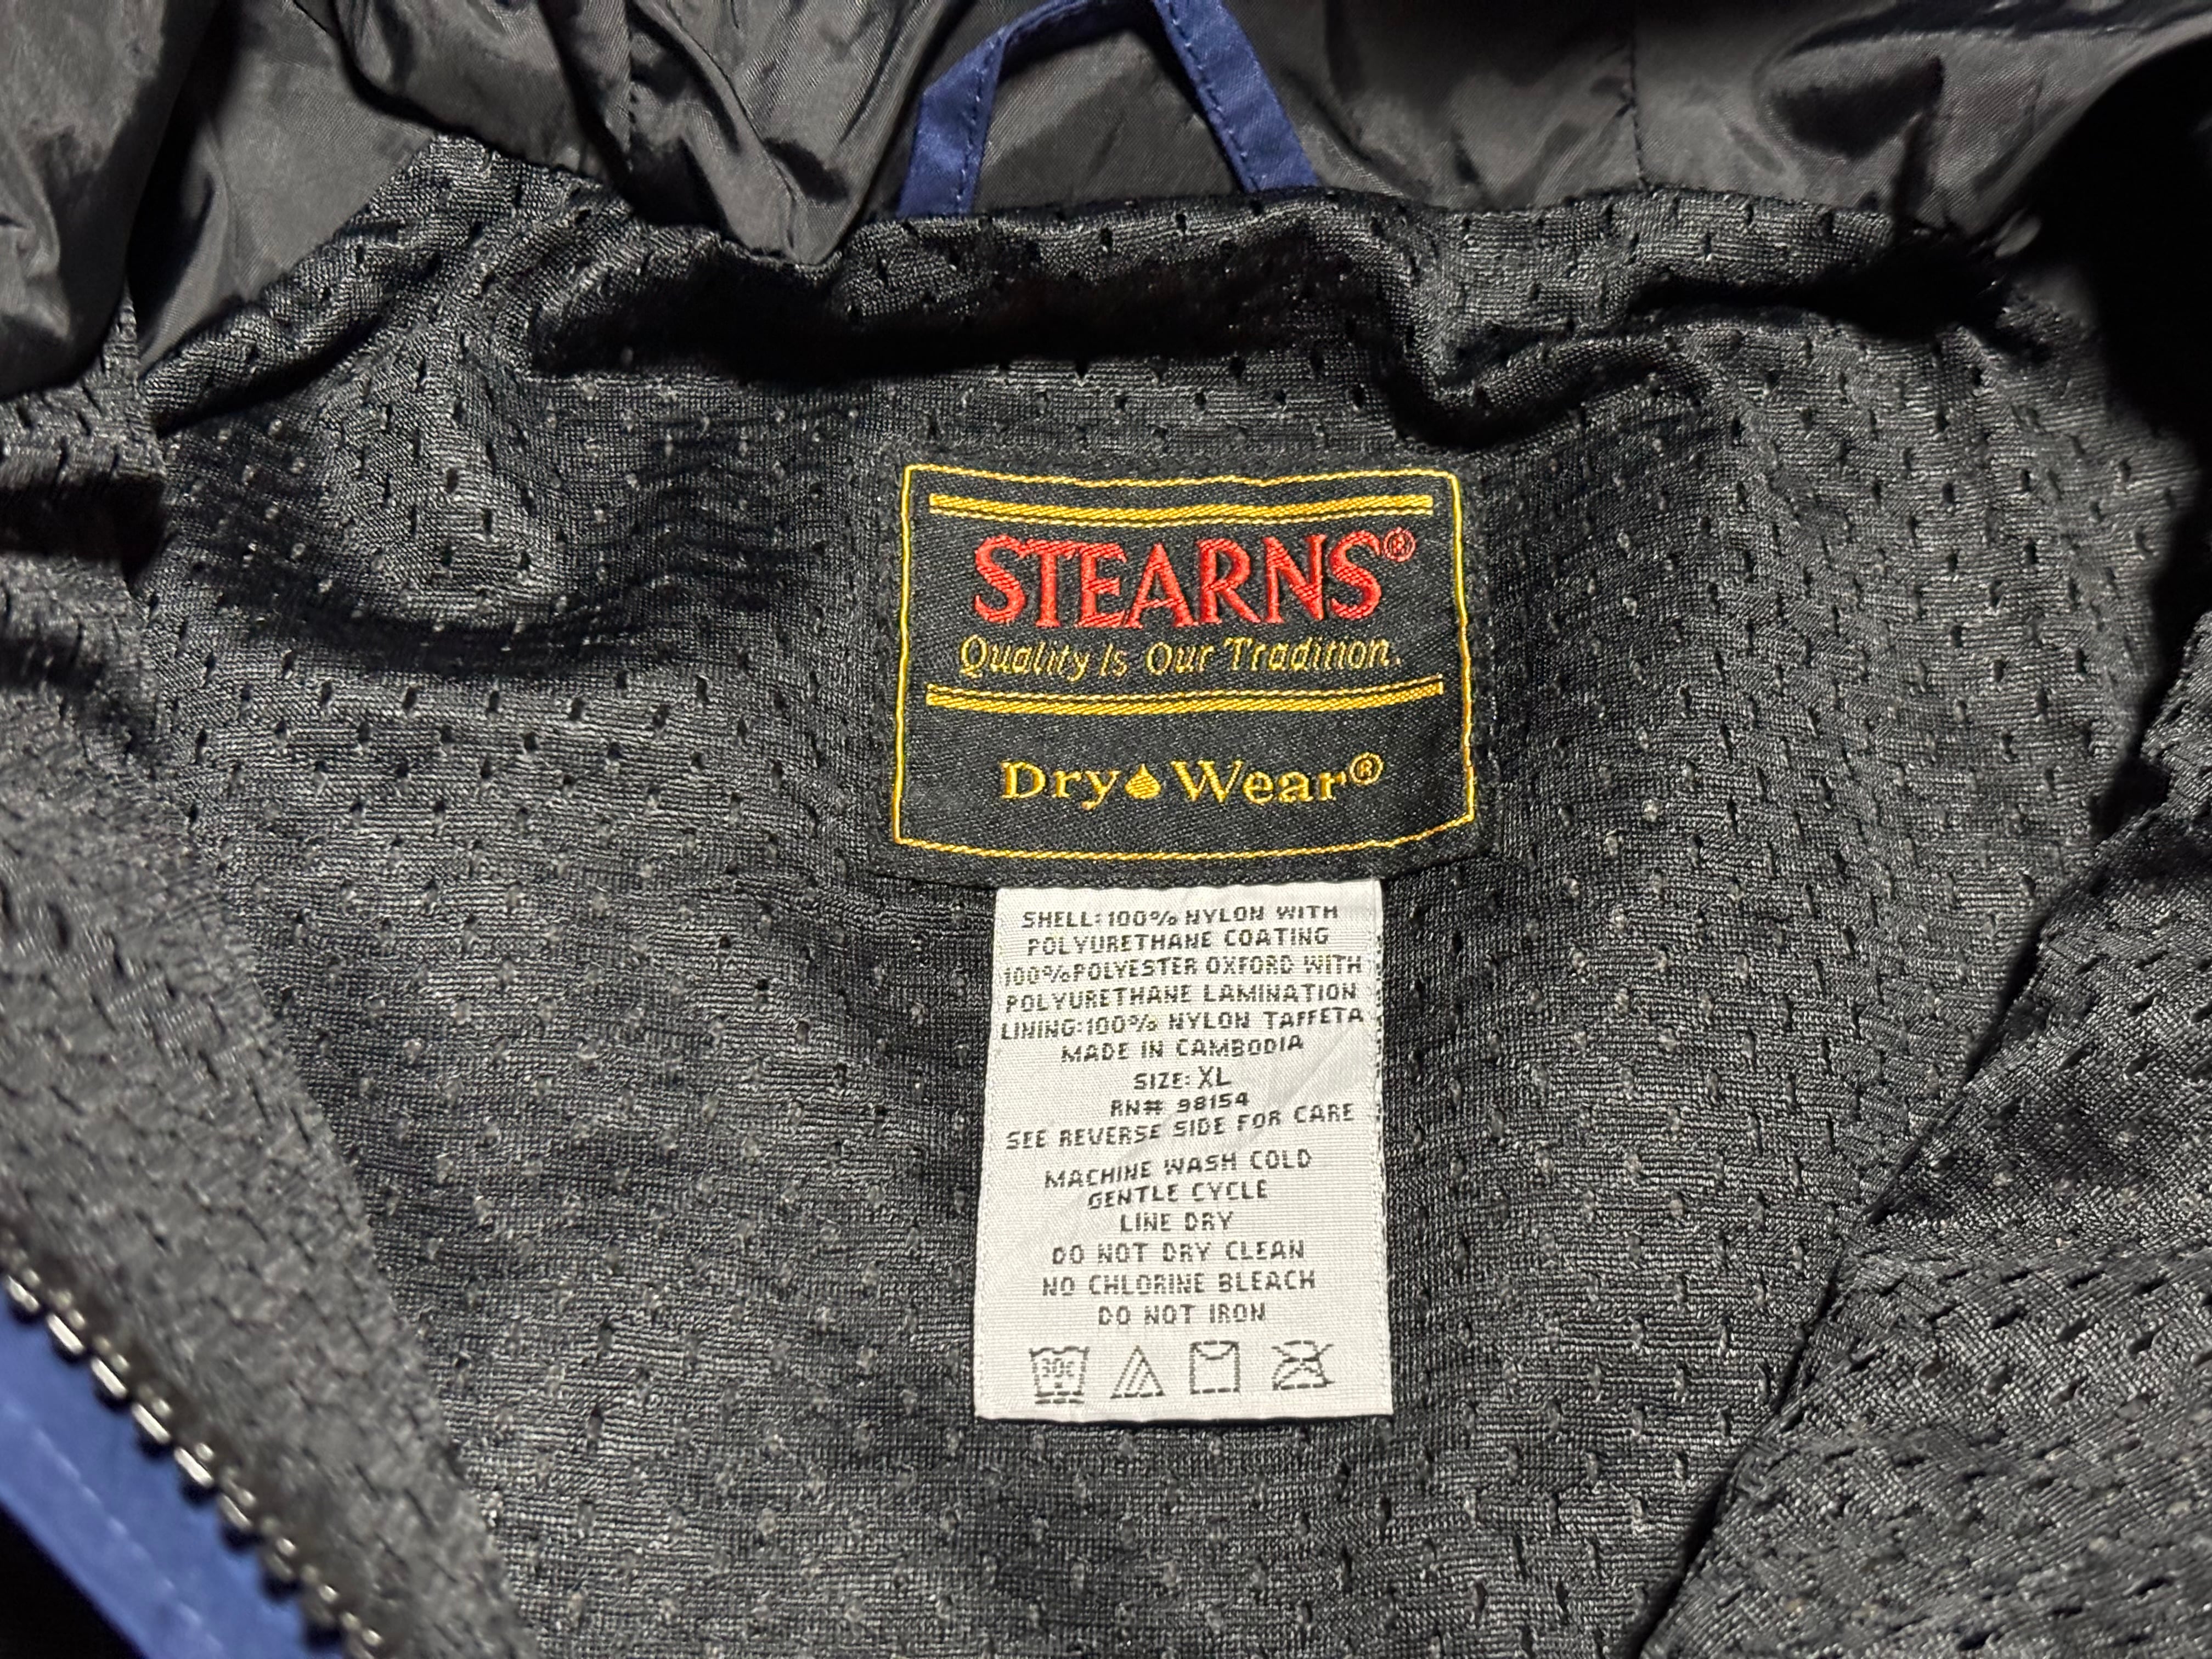 STEARNS®
Quality Is Our Tradition.
Dry Wear®
SHELL: 100% NYLON WITH
POLYURETHANE COATING
100% POLYESTER OXFORD WITH
POLYURETHANE LAMINATION
LINING: 100% NYLON TAFFETA
MADE IN CAMBODIA
SIZE: XL
RN# 98154
SEE REVERSE SIDE FOR CARE
MACHINE WASH COLD
GENTLE CYCLE
LINE DRY
DO NOT DRY CLEAN
NO CHLORINE BLEACH
DO NOT IRON
30C